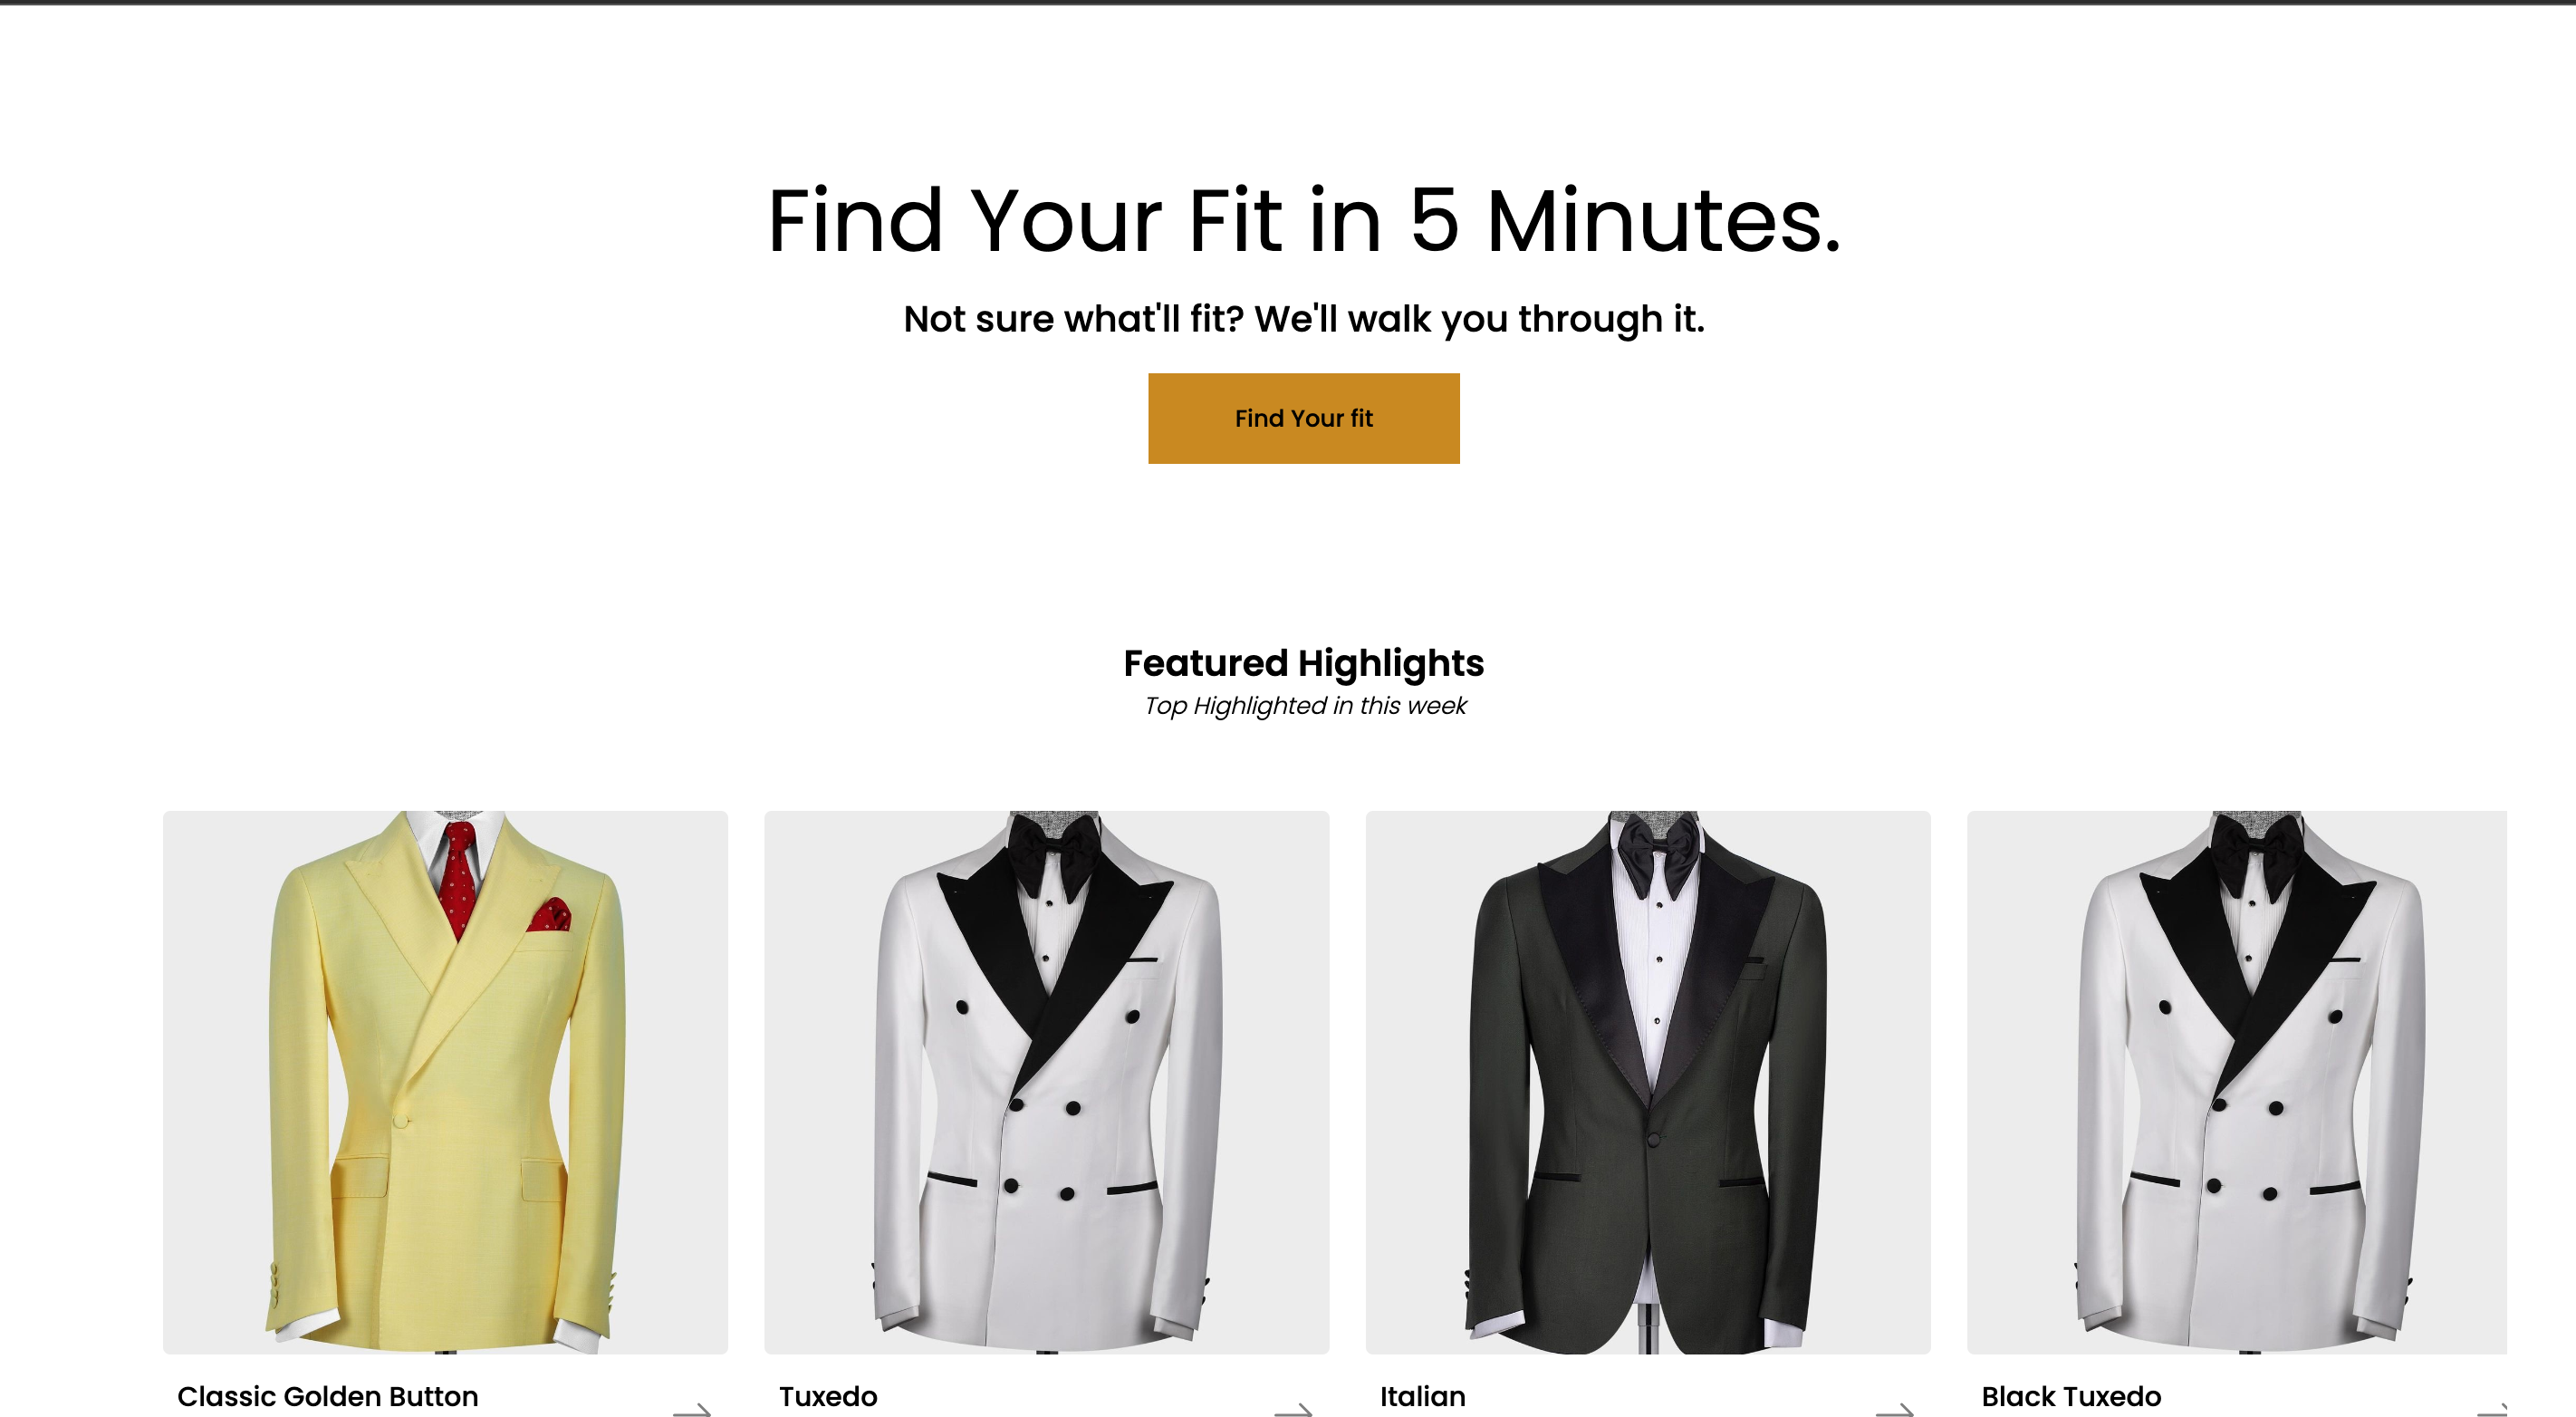 Find Your Fit in 5 Minutes.
Not sure what'll fit? We'll walk you through it.
Find Your fit
Featured Highlights
Top Highlighted in this week
Classic Golden Button
Tuxedo
Italian
Black Tuxedo